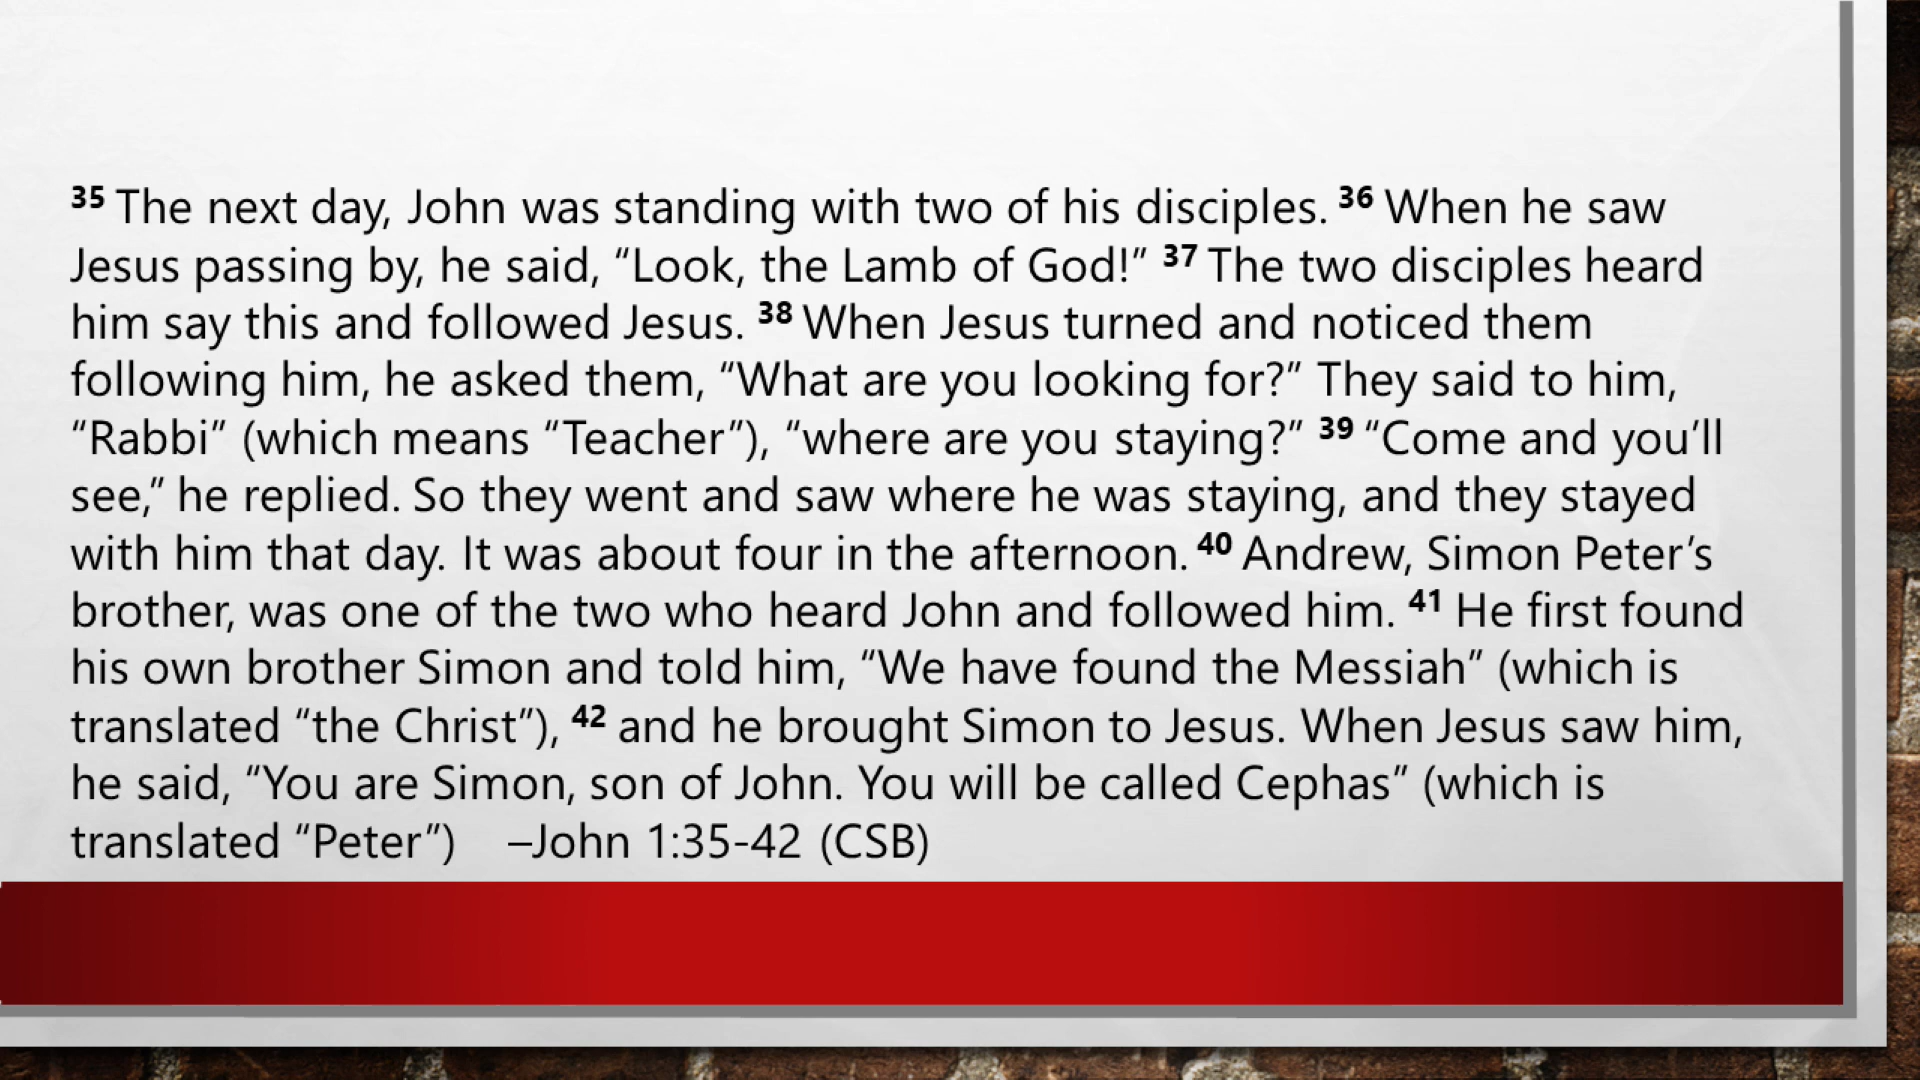 35 The next day, John was standing with two of his disciples. 36 When he saw
Jesus passing by, he said, “Look, the Lamb of God!” 37 The two disciples heard
him say this and followed Jesus. 38 When Jesus turned and noticed them
following him, he asked them, “What are you looking for?” They said to him,
“Rabbi” (which means “Teacher”), “where are you staying?” 39 “Come and you’ll
see,” he replied. So they went and saw where he was staying, and they stayed
with him that day. It was about four in the afternoon. 40 Andrew, Simon Peter’s
brother, was one of the two who heard John and followed him. 41 He first found
his own brother Simon and told him, “We have found the Messiah” (which is
translated “the Christ”), 42 and he brought Simon to Jesus. When Jesus saw him,
he said, “You are Simon, son of John. You will be called Cephas” (which is
translated “Peter”) –John 1:35-42 (CSB)